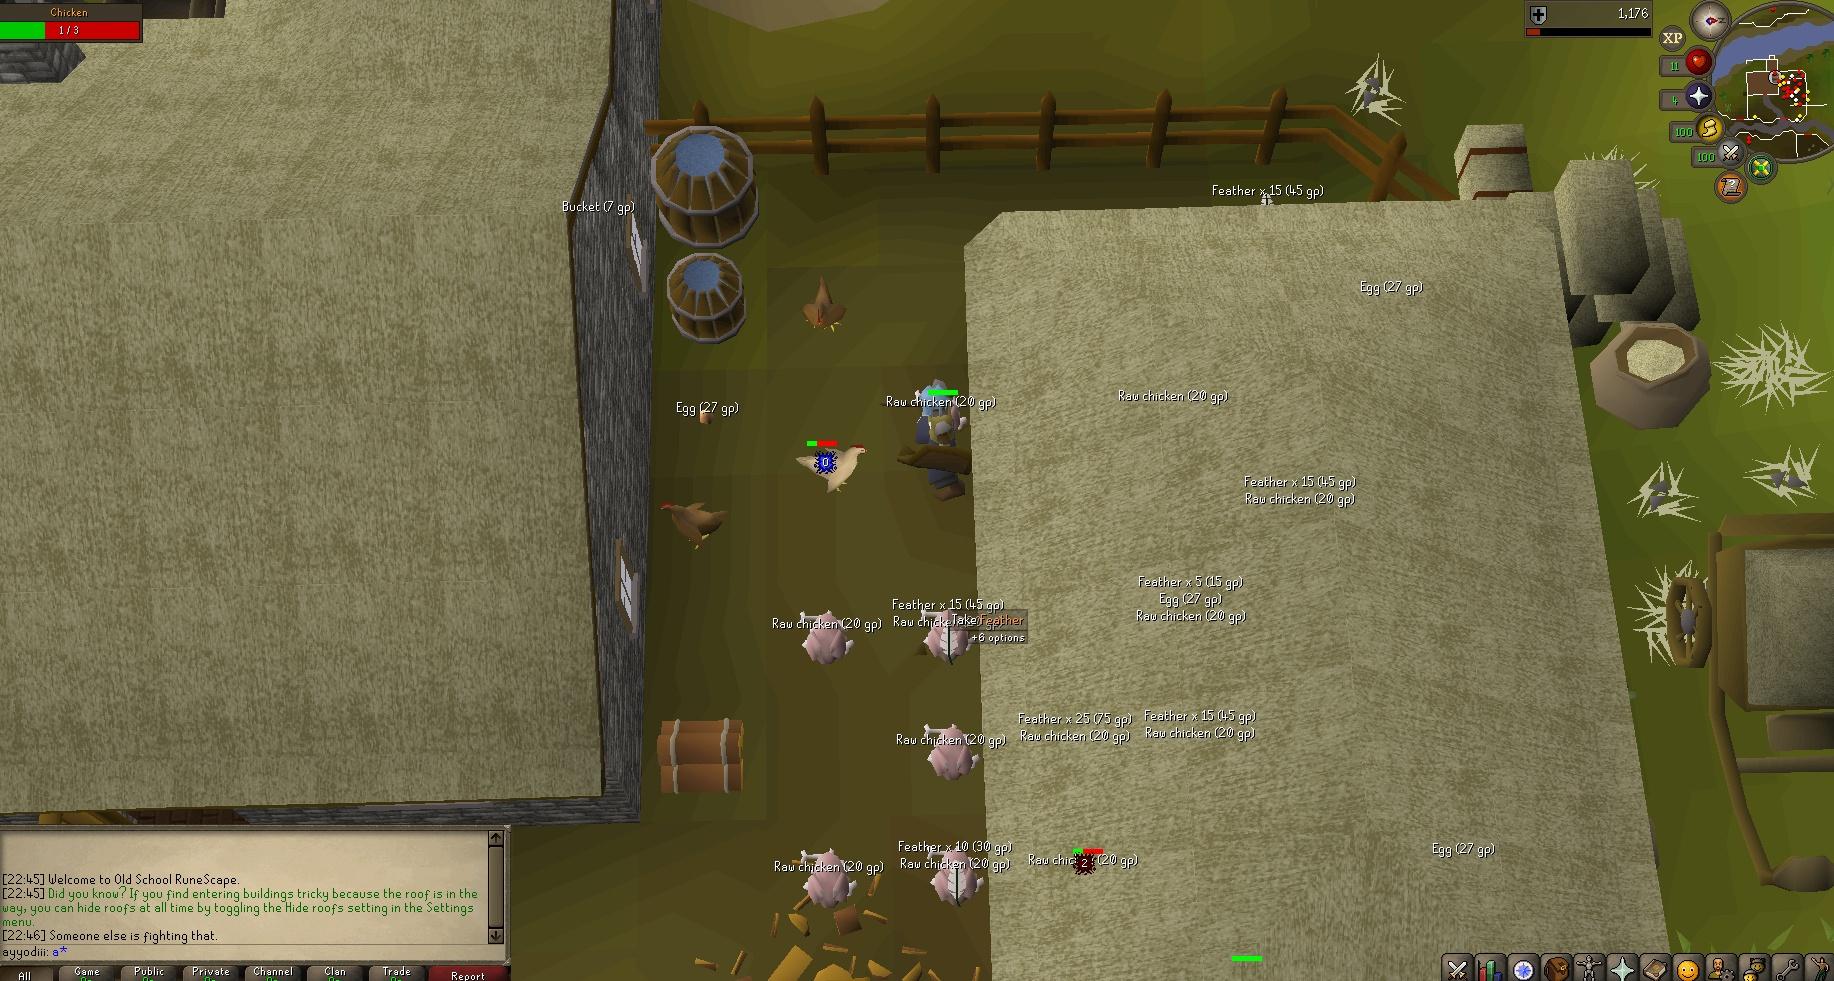 Chicken
1 / 3
1,176
XP
11
4
100
100
Feather x 15 (45 gp)
Bucket (7 gp)
Egg (27 gp)
Raw chicken (20 gp)
Raw chicken (20 gp)
Egg (27 gp)
0
Feather x 15 (45 gp)
Raw chicken (20 gp)
Feather x 5 (15 gp)
Egg (27 gp)
Raw chicken (20 gp)
Feather x 15 (45 gp)
Raw chicken (20 gp)
Take Feather
+6 options
Feather x 25 (75 gp)
Raw chicken (20 gp)
Feather x 15 (45 gp)
Raw chicken (20 gp)
Raw chicken (20 gp)
Feather x 10 (30 gp)
Raw chicken (20 gp)
Raw chicken (20 gp)
2
(20 gp)
Egg (27 gp)
[22:45] Welcome to Old School RuneScape.
[22:45] Did you know? If you find entering buildings tricky because the roof is in the
way, you can hide roofs at all time by toggling the Hide roofs setting in the Settings
menu.
[22:46] Someone else is fighting that.
ayyodiii: a*
All
Game
Public
Private
Channel
Clan
Trade
Report